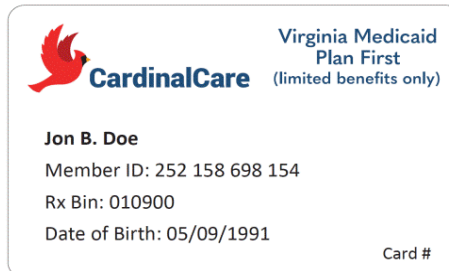 CardinalCare
Virginia Medicaid
Plan First
(limited benefits only)
Jon B. Doe
Member ID: 252 158 698 154
Rx Bin: 010900
Date of Birth: 05/09/1991
Card #